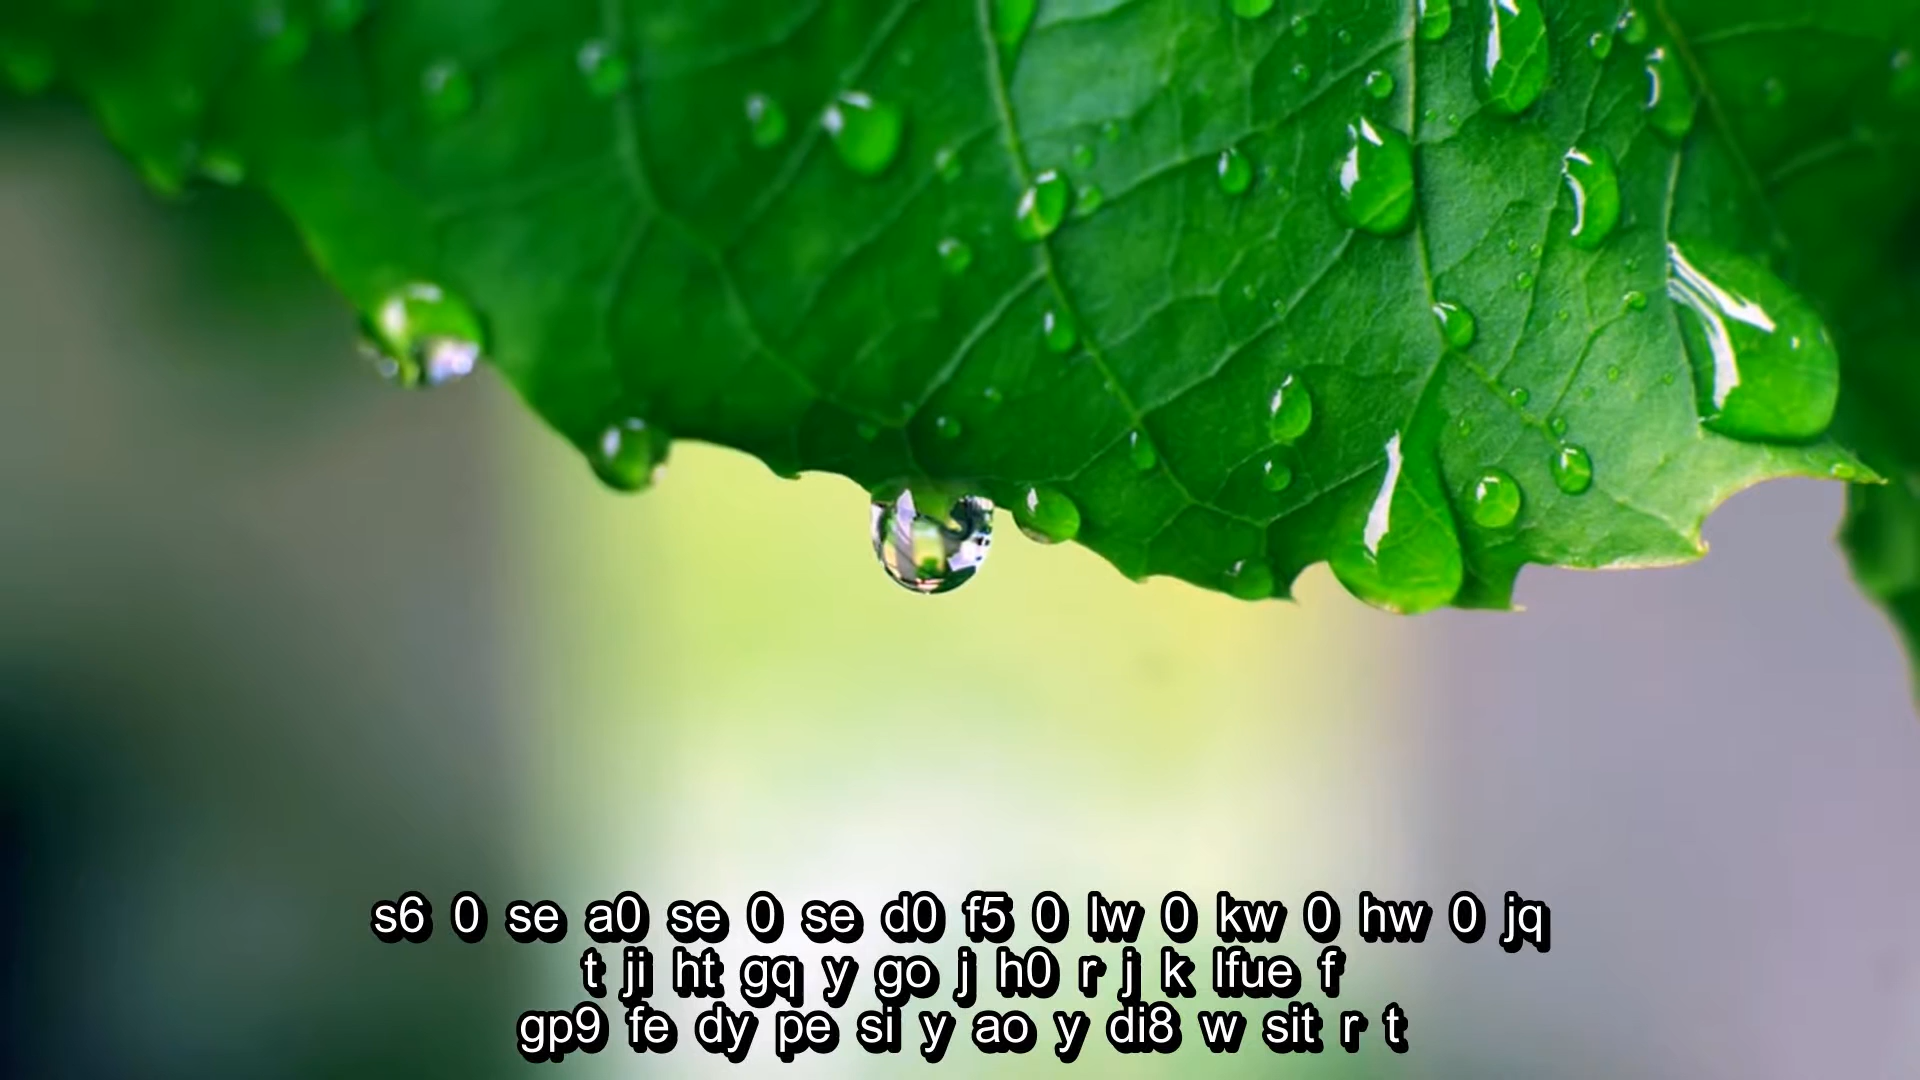 s6 0 se a0 se 0 se d0 f5 0 lw 0 kw 0 hw 0 jq
t ji ht gq y go j h0 r j k lfue f
gp9 fe dy pe si y ao y di8 w sit r t